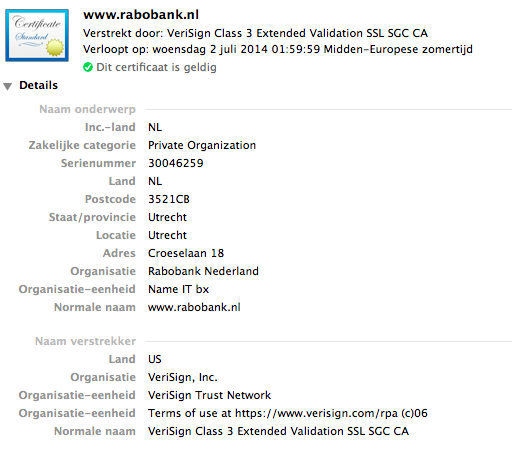 Certificate
Standard
www.rabobank.nl
Verstrekt door: VeriSign Class 3 Extended Validation SSL SGC CA
Verloopt op: woensdag 2 juli 2014 01:59:59 Midden-Europese zomertijd
Dit certificaat is geldig
Details
Naam onderwerp
Inc.-land NL
Zakelijke categorie Private Organization
Serienummer 30046259
Land NL
Postcode 3521CB
Staat/provincie Utrecht
Locatie Utrecht
Adres Croeselaan 18
Organisatie Rabobank Nederland
Organisatie-eenheid Name IT bx
Normale naam www.rabobank.nl
Naam verstrekker
Land US
Organisatie VeriSign, Inc.
Organisatie-eenheid VeriSign Trust Network
Organisatie-eenheid Terms of use at https://www.verisign.com/rpa (c)06
Normale naam VeriSign Class 3 Extended Validation SSL SGC CA